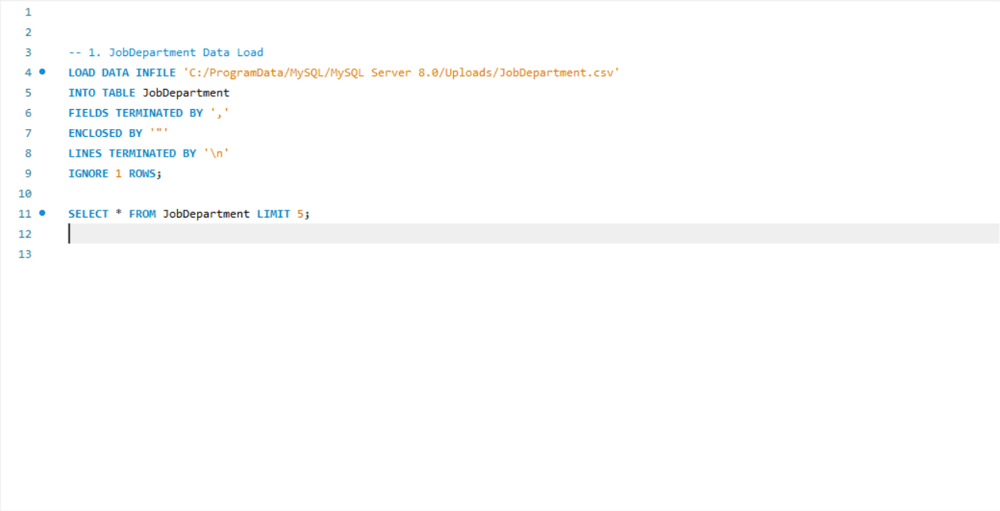 1
2
3 -- 1. JobDepartment Data Load
4 LOAD DATA INFILE 'C:/ProgramData/MySQL/MySQL Server 8.0/Uploads/JobDepartment.csv'
5 INTO TABLE JobDepartment
6 FIELDS TERMINATED BY ','
7 ENCLOSED BY '"'
8 LINES TERMINATED BY '\n'
9 IGNORE 1 ROWS;
10
11 SELECT * FROM JobDepartment LIMIT 5;
12
13